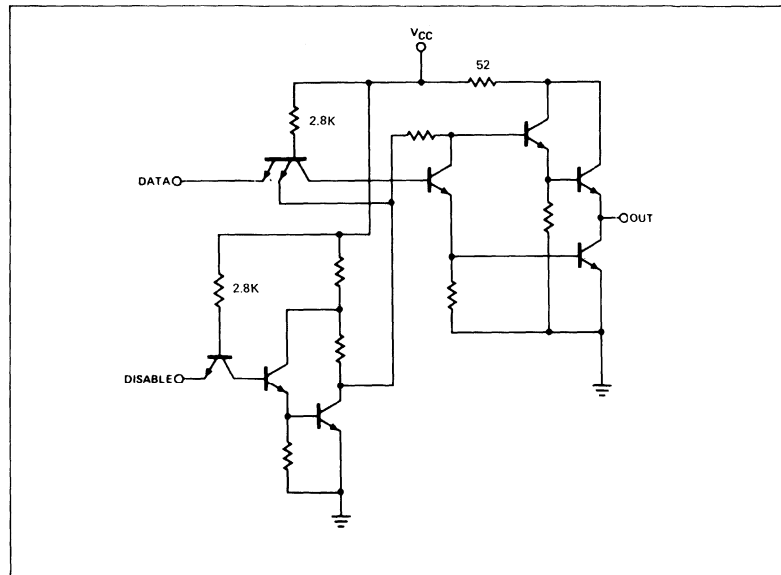 VCC
52
2.8K
DATA
OUT
2.8K
DISABLE